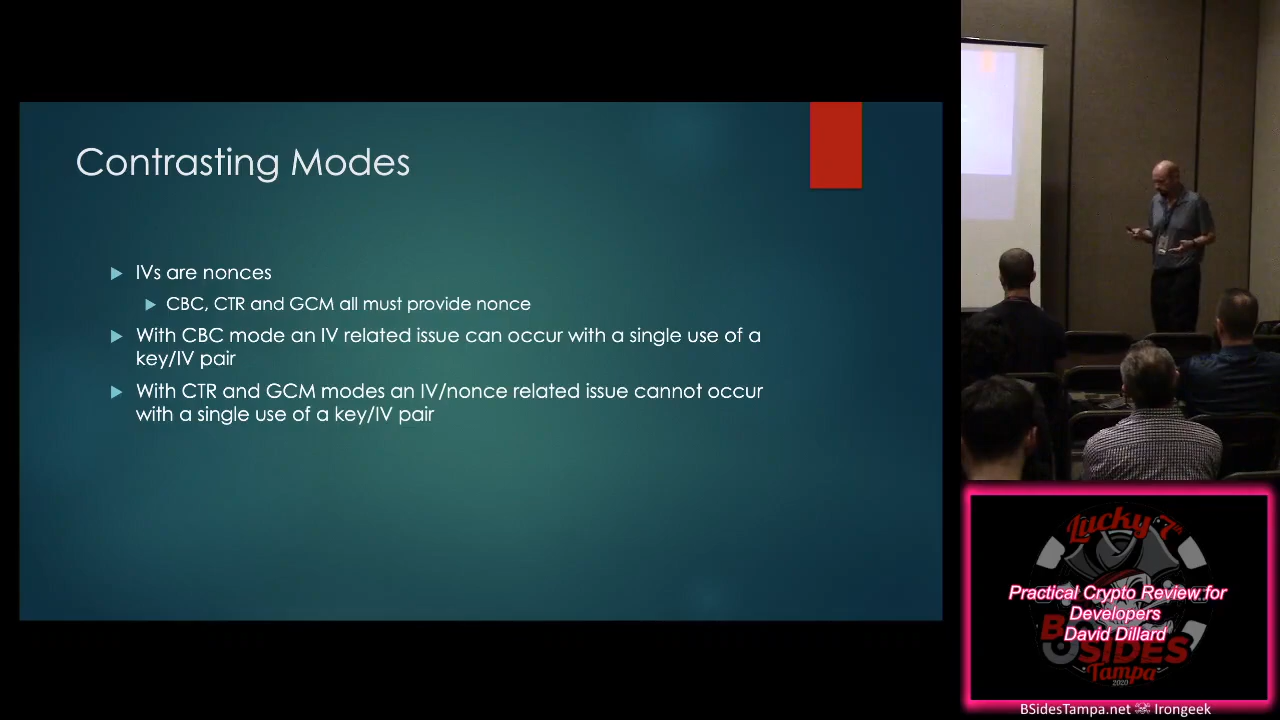 Contrasting Modes
IVs are nonces
CBC, CTR and GCM all must provide nonce
With CBC mode an IV related issue can occur with a single use of a
key/IV pair
With CTR and GCM modes an IV/nonce related issue cannot occur
with a single use of a key/IV pair
Lucky 7th
Practical Crypto Review for
Developers
David Dillard
BSIDES
Tampa
2020
BSidesTampa.net Irongeek